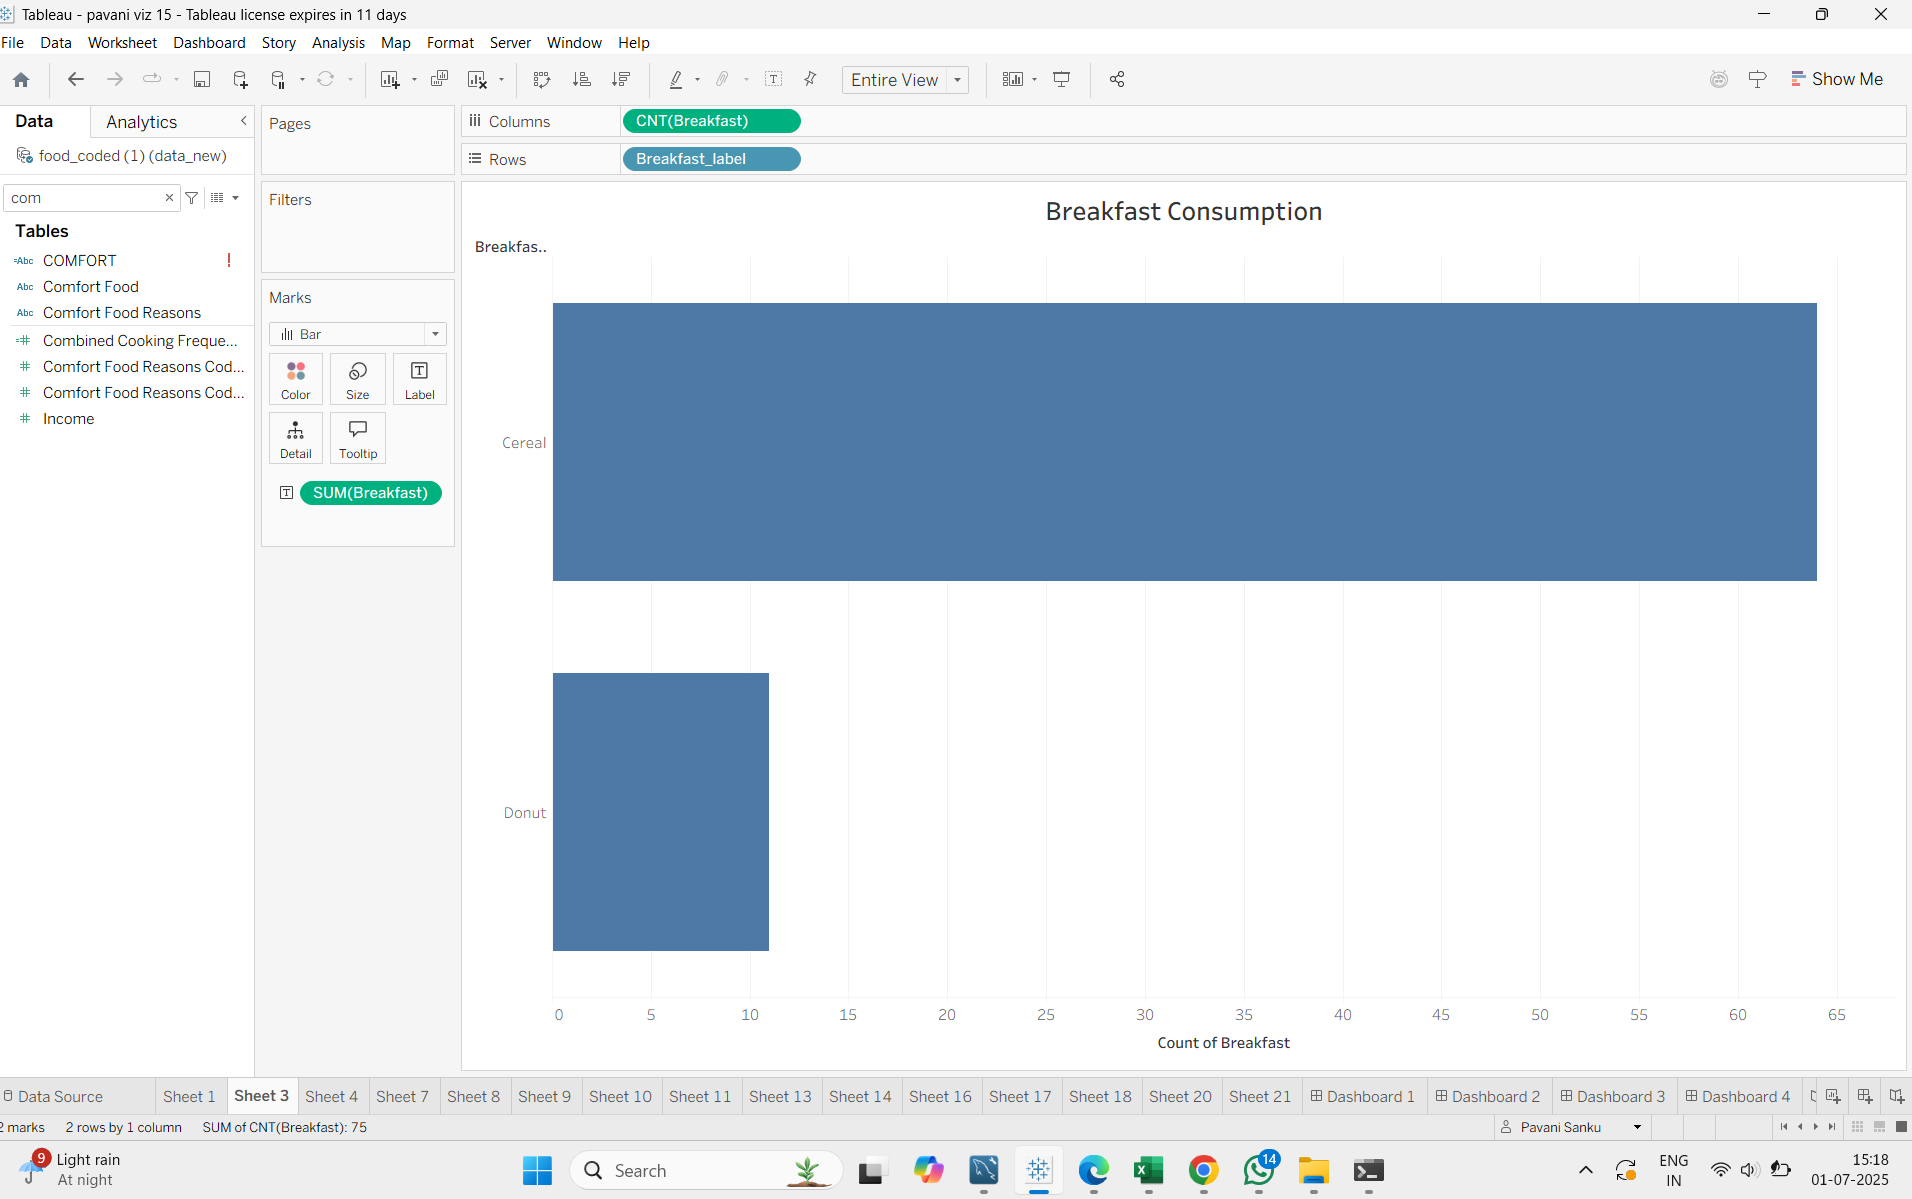 Tableau - pavani viz 15 - Tableau license expires in 11 days
File Data Worksheet Dashboard Story Analysis Map Format Server Window Help
Entire View
Show Me
Data Analytics
food_coded (1) (data_new)
com
Tables
=Abc COMFORT !
Abc Comfort Food
Abc Comfort Food Reasons
=# Combined Cooking Freque...
# Comfort Food Reasons Cod...
# Comfort Food Reasons Cod...
# Income
Pages
Filters
Marks
Bar
Color Size Label
Detail Tooltip
SUM(Breakfast)
Columns CNT(Breakfast)
Rows Breakfast_label
Breakfast Consumption
Breakfas..
Cereal
Donut
0 5 10 15 20 25 30 35 40 45 50 55 60 65
Count of Breakfast
Data Source Sheet 1 Sheet 3 Sheet 4 Sheet 7 Sheet 8 Sheet 9 Sheet 10 Sheet 11 Sheet 13 Sheet 14 Sheet 16 Sheet 17 Sheet 18 Sheet 20 Sheet 21 Dashboard 1 Dashboard 2 Dashboard 3 Dashboard 4
2 marks 2 rows by 1 column SUM of CNT(Breakfast): 75 Pavani Sanku
9 Light rain
At night
Search
14
ENG
IN
15:18
01-07-2025